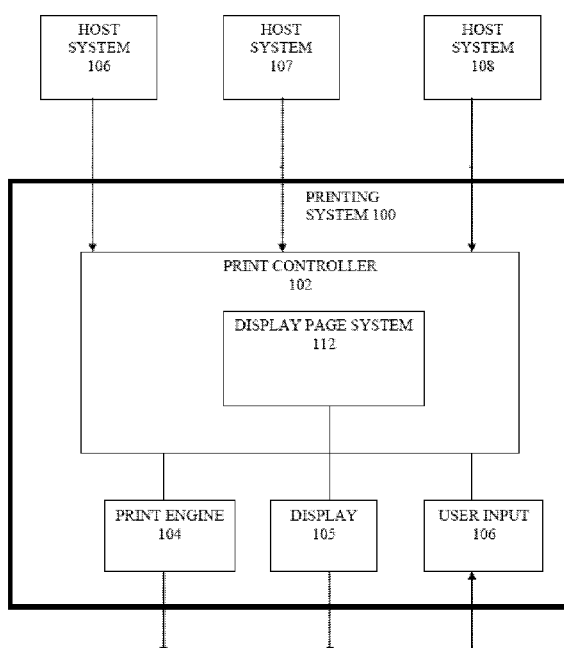 HOST
SYSTEM
106
HOST
SYSTEM
107
HOST
SYSTEM
108
PRINTING
SYSTEM 100
PRINT CONTROLLER
102
DISPLAY PAGE SYSTEM
112
PRINT ENGINE
104
DISPLAY
105
USER INPUT
106